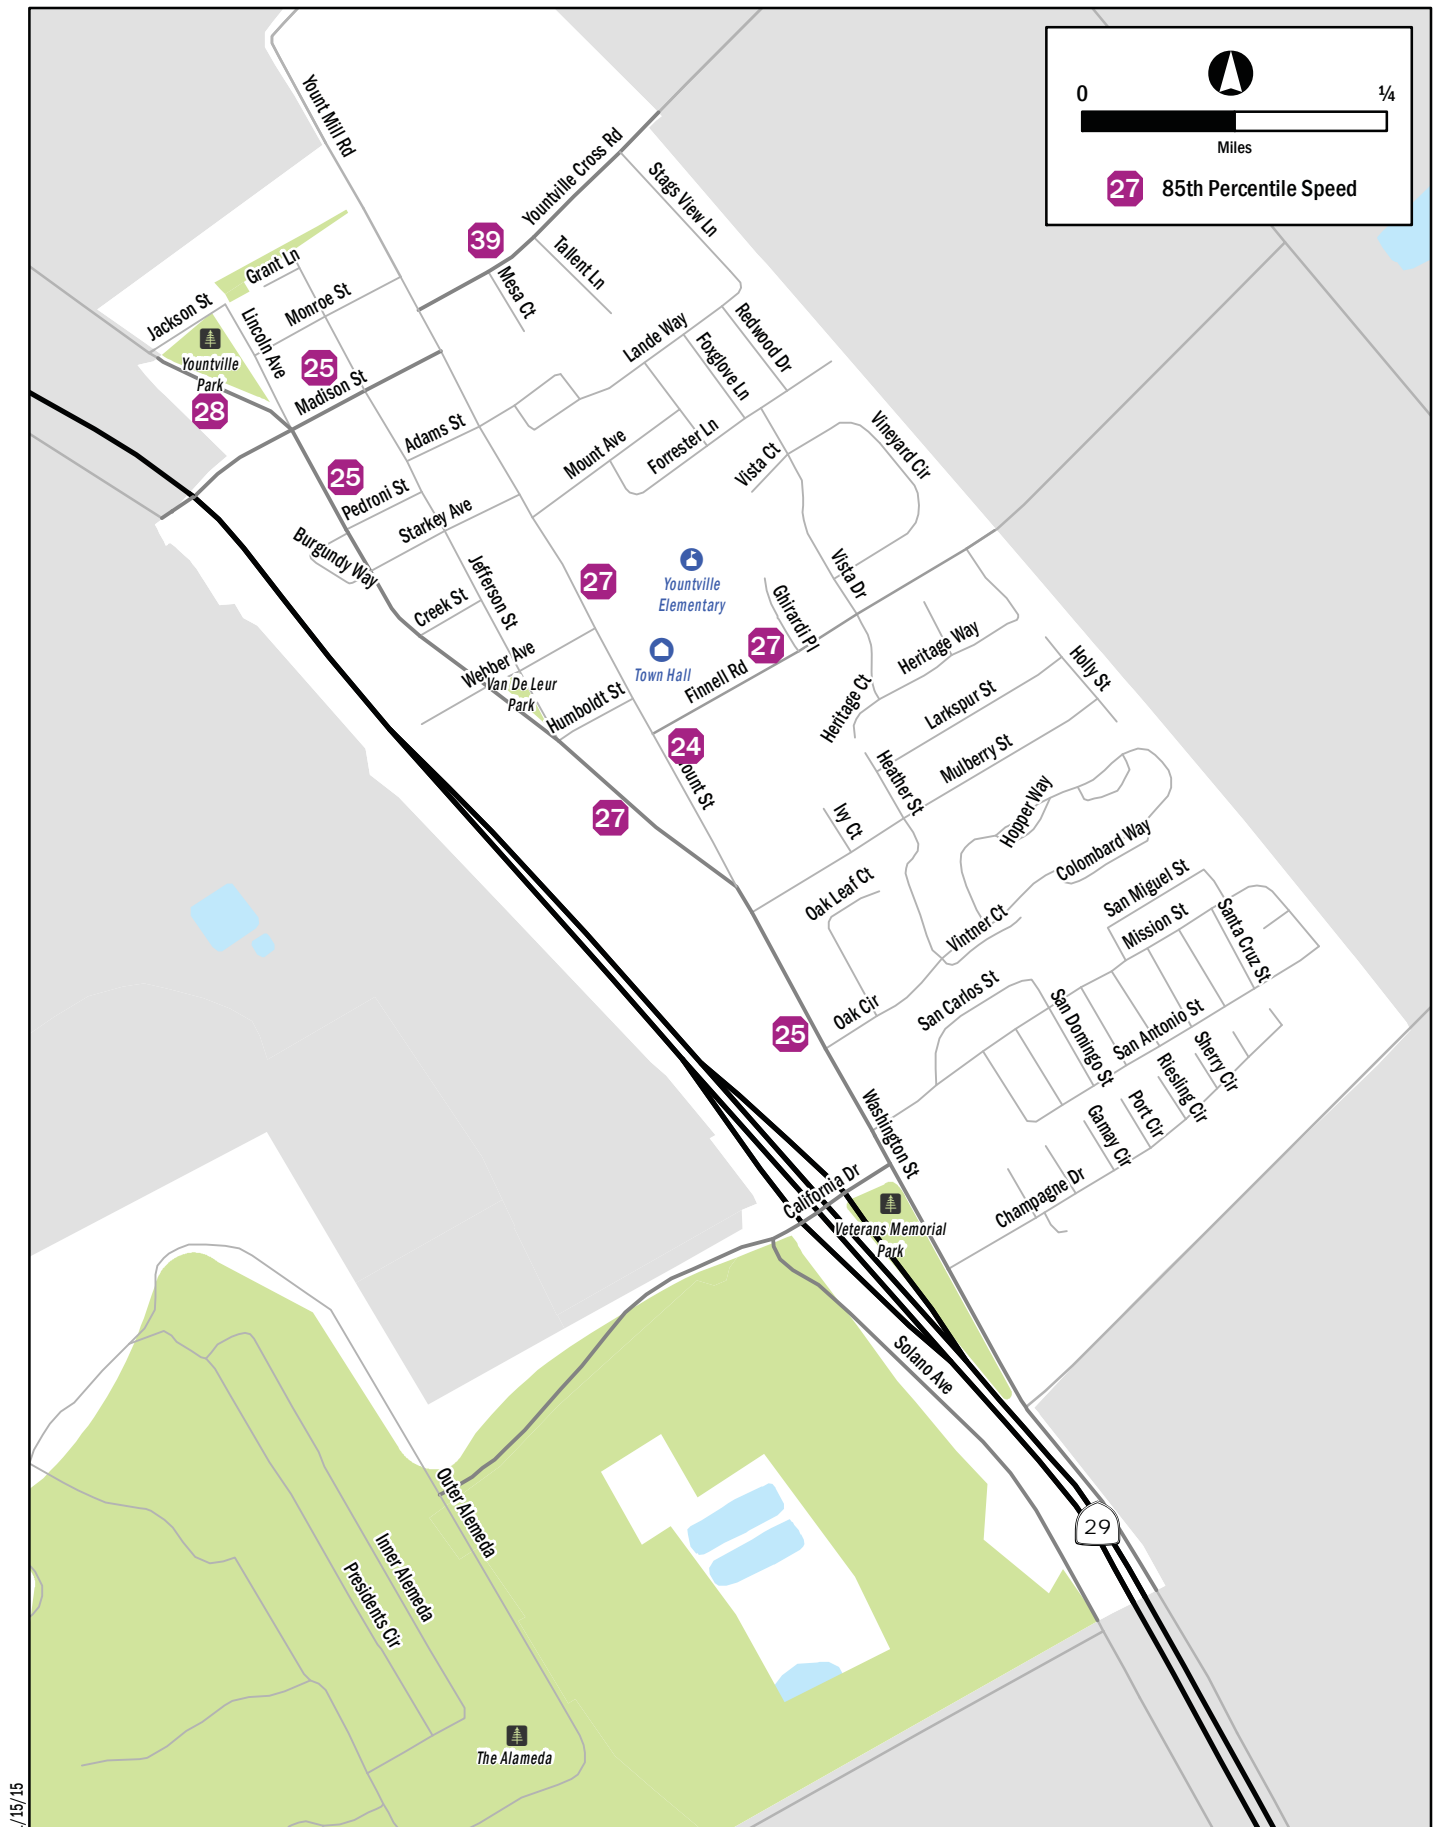 0
¼
Miles
27
85th Percentile Speed
Yount Mill Rd
Yountville Cross Rd
Stags View Ln
39
Tallent Ln
Mesa Ct
Grant Ln
Jackson St
Monroe St
Lincoln Ave
Yountville
Park
25
Madison St
28
Lande Way
Redwood Dr
Foxglove Ln
Adams St
Mount Ave
Forrester Ln
Vista Ct
Vineyard Cir
25
Pedroni St
Starkey Ave
Burgundy Way
Jefferson St
Creek St
27
Yountville
Elementary
Vista Dr
Ghirardi Pl
Webber Ave
Van De Leur
Park
Humboldt St
Town Hall
27
Finnell Rd
Heritage Way
Heritage Ct
Holly St
Larkspur St
Mulberry St
24
ount St
Heather St
27
Ivy Ct
Hopper Way
Colombard Way
Oak Leaf Ct
San Miguel St
Mission St
Santa Cruz St
Vintner Ct
San Carlos St
Oak Cir
25
San Domingo St
San Antonio St
Sherry Cir
Riesling Cir
Port Cir
Gamay Cir
Washington St
California Dr
Champagne Dr
Veterans Memorial
Park
Solano Ave
29
Outer Alemeda
Inner Alemeda
Presidents Cir
The Alameda
/15/15